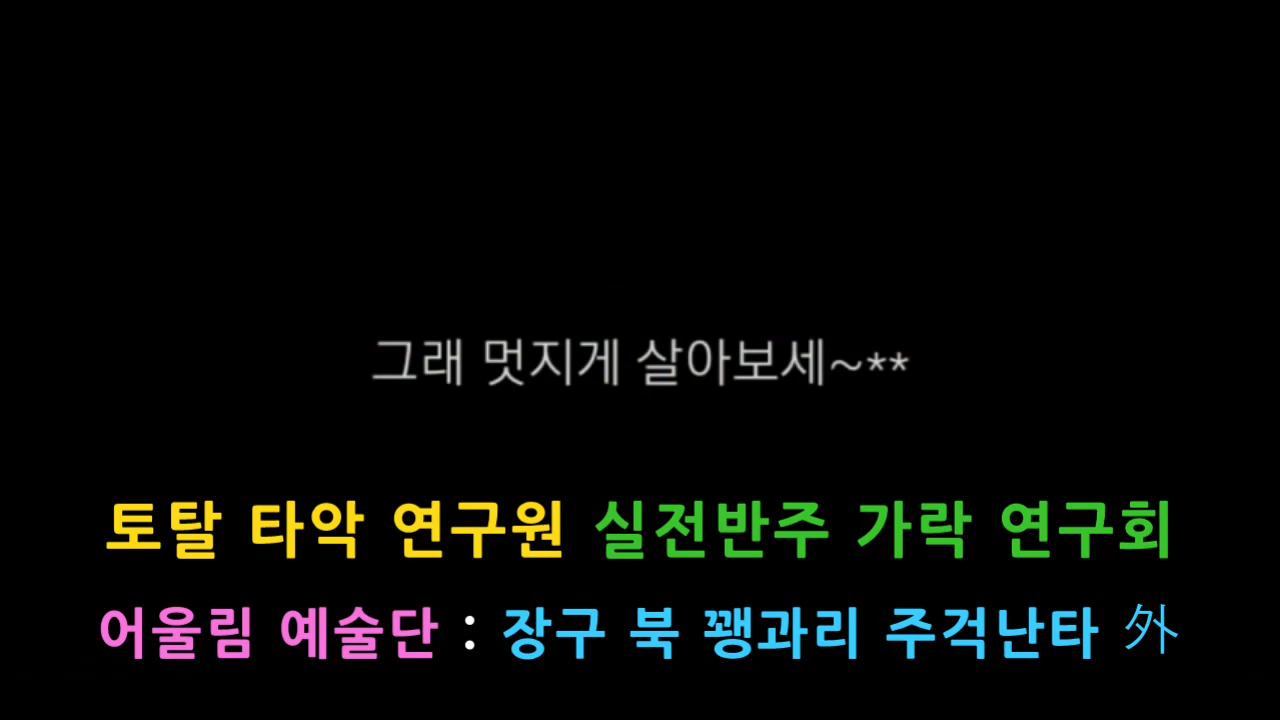 그래 멋지게 살아보세~**
토탈 타악 연구원 실전반주 가락 연구회
어울림 예술단 : 장구 북 꽹과리 주걱난타 外